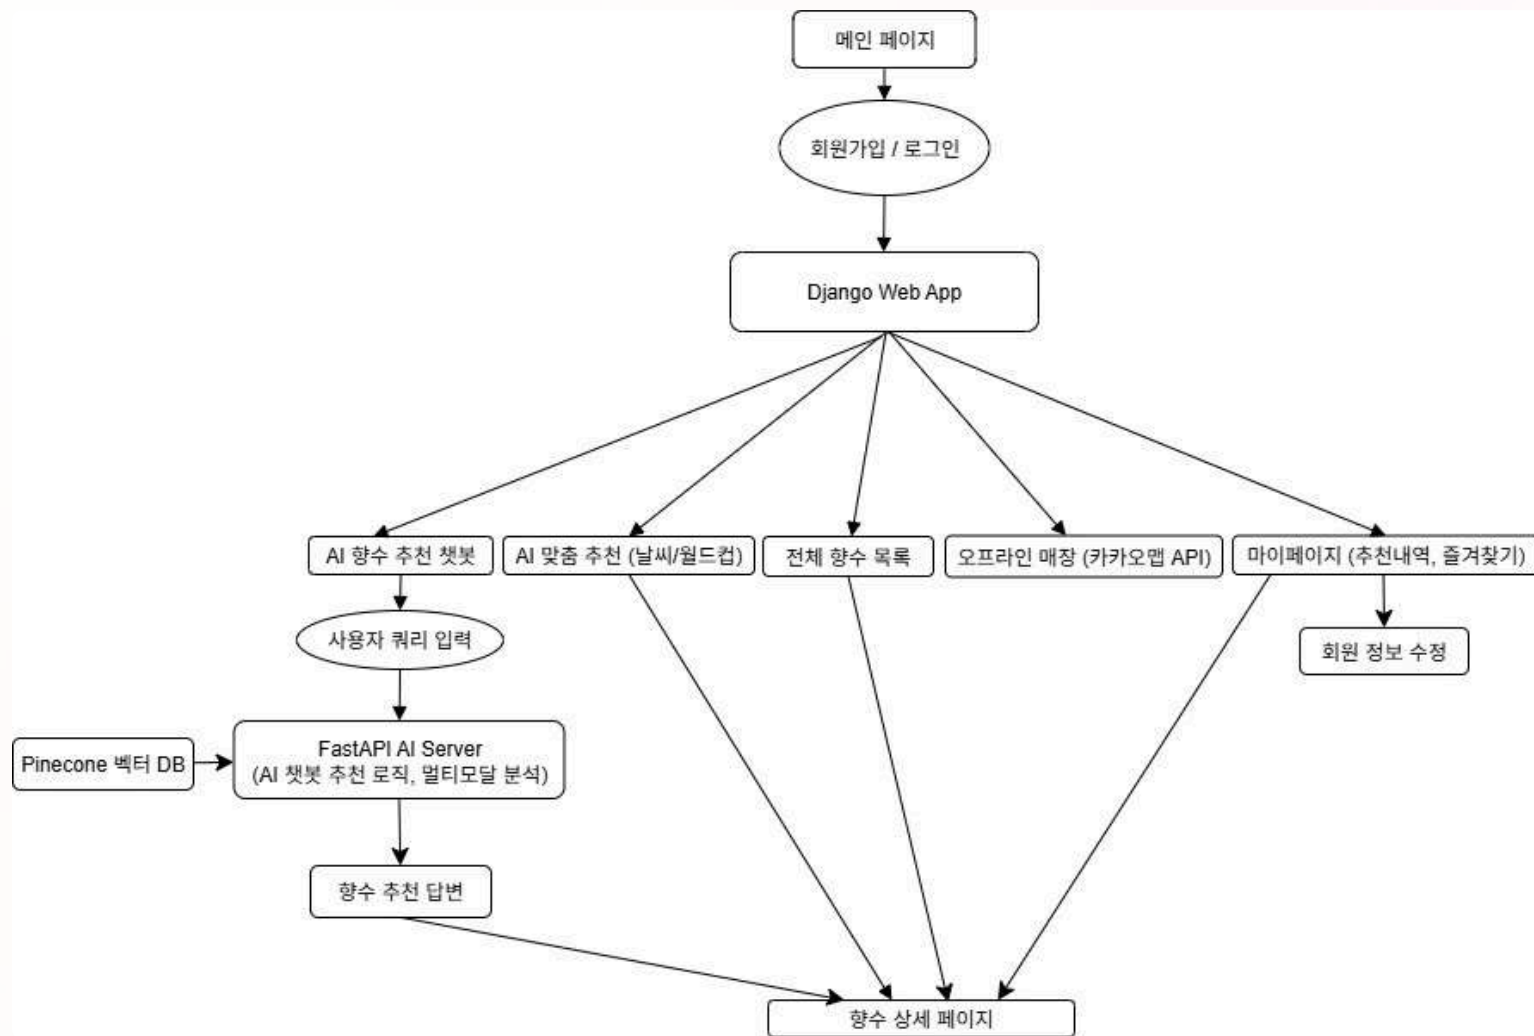 메인 페이지
회원가입 / 로그인
Django Web App
AI 향수 추천 챗봇
AI 맞춤 추천 (날씨/월드컵)
전체 향수 목록
오프라인 매장 (카카오맵 API)
마이페이지 (추천내역, 즐겨찾기)
사용자 쿼리 입력
회원 정보 수정
Pinecone 벡터 DB
FastAPI AI Server
(AI 챗봇 추천 로직, 멀티모달 분석)
향수 추천 답변
향수 상세 페이지